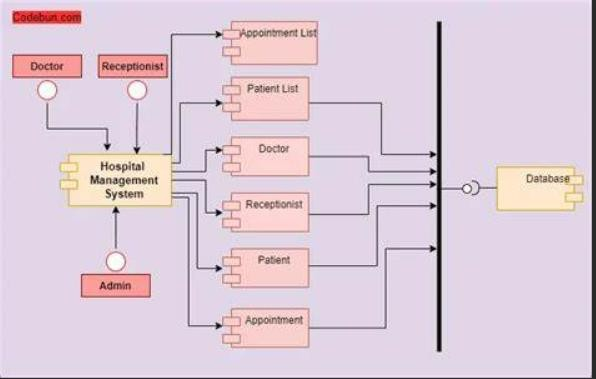 Codebun.com
Doctor
Receptionist
Hospital
Management
System
Admin
Appointment List
Patient List
Doctor
Receptionist
Patient
Appointment
Database